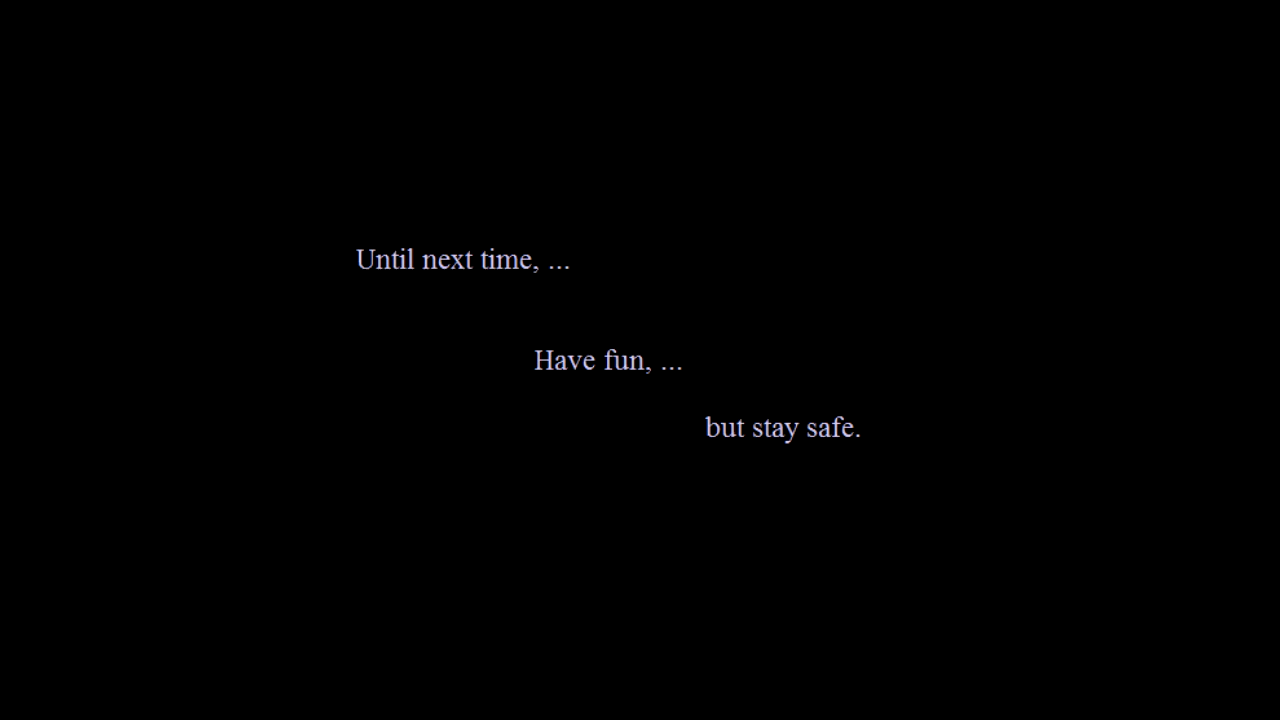 Until next time, ...
Have fun, ...
but stay safe.